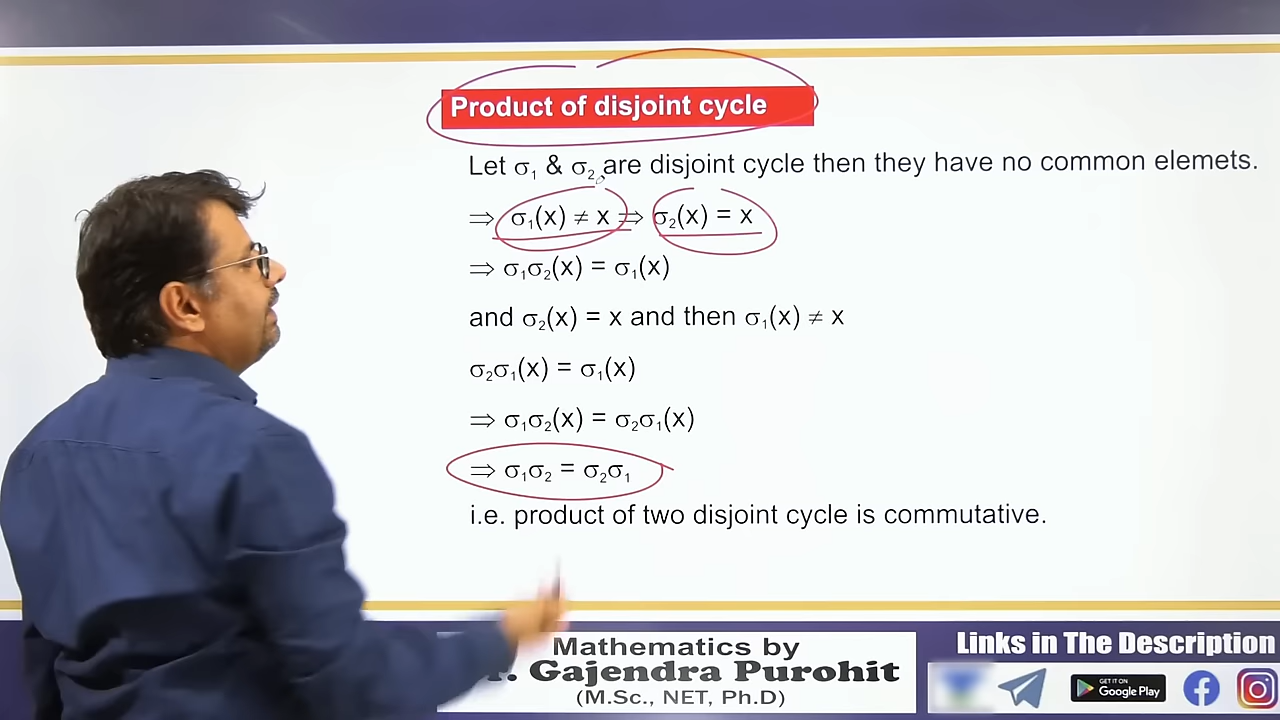 Product of disjoint cycle
Let σ₁ & σ₂ are disjoint cycle then they have no common elemets.
⇒ σ₁(x) ≠ x ⇒ σ₂(x) = x
⇒ σ₁σ₂(x) = σ₁(x)
and σ₂(x) = x and then σ₁(x) ≠ x
σ₂σ₁(x) = σ₁(x)
⇒ σ₁σ₂(x) = σ₂σ₁(x)
⇒ σ₁σ₂ = σ₂σ₁
i.e. product of two disjoint cycle is commutative.
Mathematics by
Gajendra Purohit
(M.Sc., NET, Ph.D)
Links in The Description
GET IT ON
Google Play